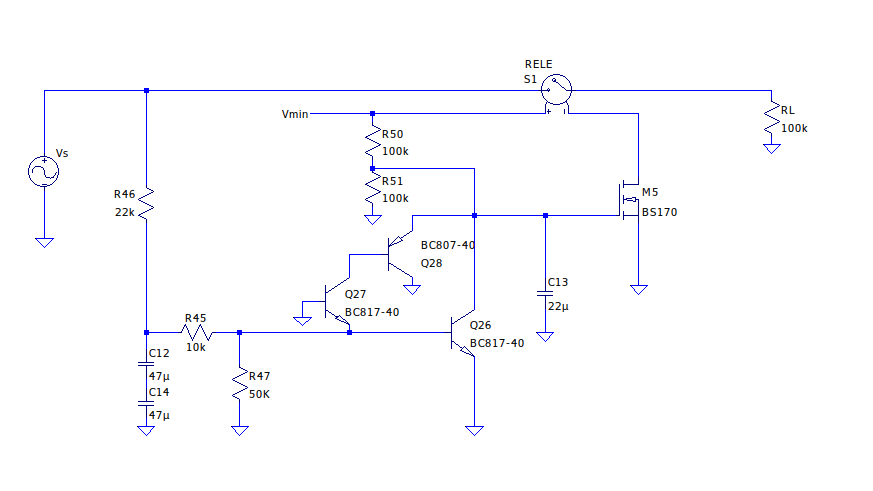 RELE
S1
Vmin
Vs
R50
100k
RL
100k
R51
100k
R46
22k
M5
BS170
BC807-40
Q28
C13
22µ
Q27
BC817-40
R45
10k
Q26
BC817-40
C12
47µ
R47
50K
C14
47µ